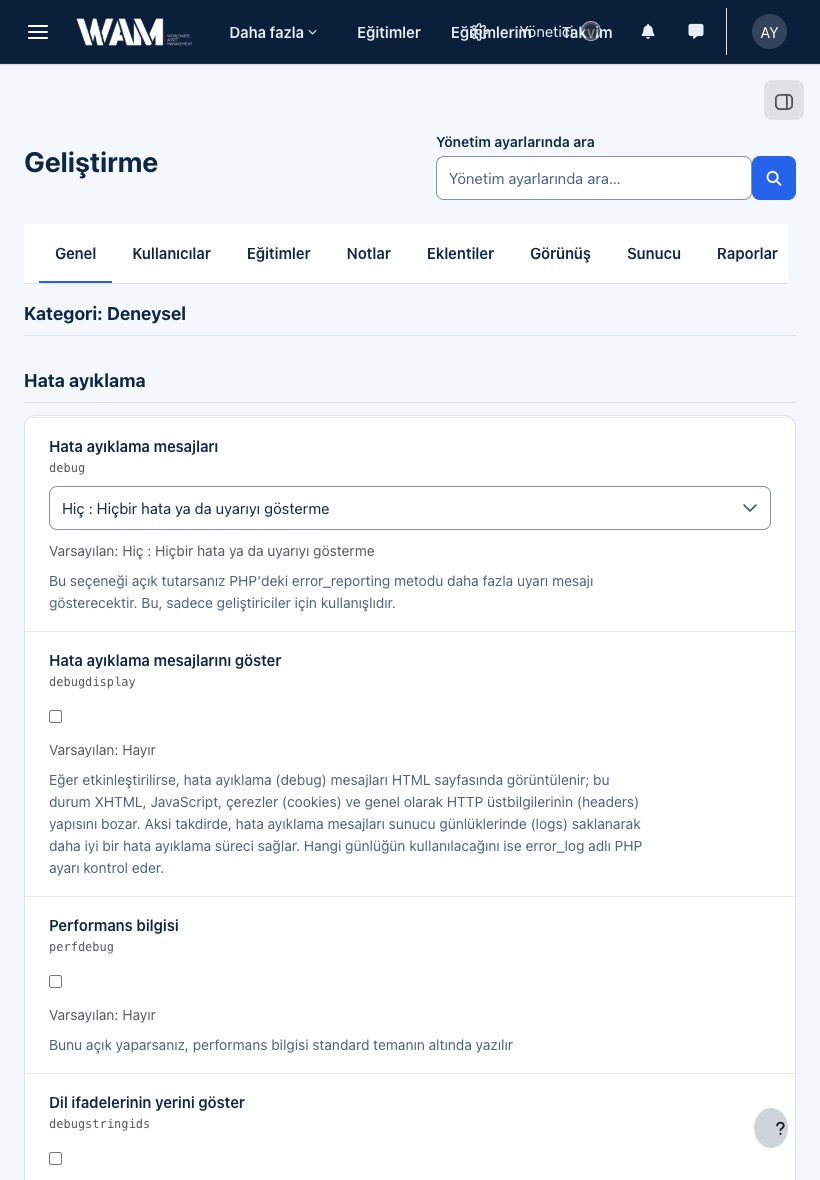 WAM WORLDWIDE ASSET MANAGEMENT
Daha fazla
Eğitimler
Eğitimlerim
Yönetici
Takvim
AY
Geliştirme
Yönetim ayarlarında ara
Yönetim ayarlarında ara...
Genel
Kullanıcılar
Eğitimler
Notlar
Eklentiler
Görünüş
Sunucu
Raporlar
Kategori: Deneysel
Hata ayıklama
Hata ayıklama mesajları
debug
Hiç : Hiçbir hata ya da uyarıyı gösterme
Varsayılan: Hiç : Hiçbir hata ya da uyarıyı gösterme
Bu seçeneği açık tutarsanız PHP'deki error_reporting metodu daha fazla uyarı mesajı
gösterecektir. Bu, sadece geliştiriciler için kullanışlıdır.
Hata ayıklama mesajlarını göster
debugdisplay
Varsayılan: Hayır
Eğer etkinleştirilirse, hata ayıklama (debug) mesajları HTML sayfasında görüntülenir; bu
durum XHTML, JavaScript, çerezler (cookies) ve genel olarak HTTP üstbilgilerinin (headers)
yapısını bozar. Aksi takdirde, hata ayıklama mesajları sunucu günlüklerinde (logs) saklanarak
daha iyi bir hata ayıklama süreci sağlar. Hangi günlüğün kullanılacağını ise error_log adlı PHP
ayarı kontrol eder.
Performans bilgisi
perfdebug
Varsayılan: Hayır
Bunu açık yaparsanız, performans bilgisi standard temanın altında yazılır
Dil ifadelerinin yerini göster
debugstringids
?